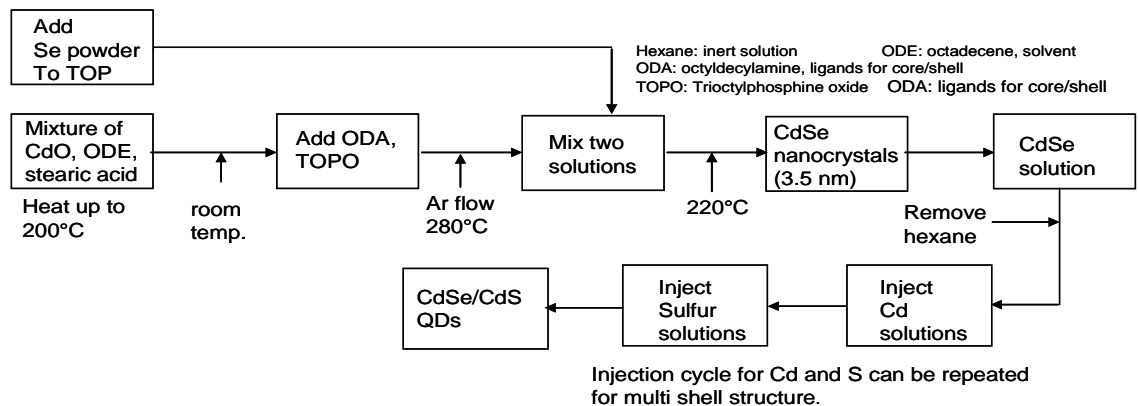 Add
Se powder
To TOP
Hexane: inert solution ODE: octadecene, solvent
ODA: octyldecylamine, ligands for core/shell
TOPO: Trioctylphosphine oxide ODA: ligands for core/shell
Mixture of
CdO, ODE,
stearic acid
Heat up to
200°C
room
temp.
Add ODA,
TOPO
Ar flow
280°C
Mix two
solutions
220°C
CdSe
nanocrystals
(3.5 nm)
CdSe
solution
Remove
hexane
Inject
Cd
solutions
Inject
Sulfur
solutions
CdSe/CdS
QDs
Injection cycle for Cd and S can be repeated
for multi shell structure.